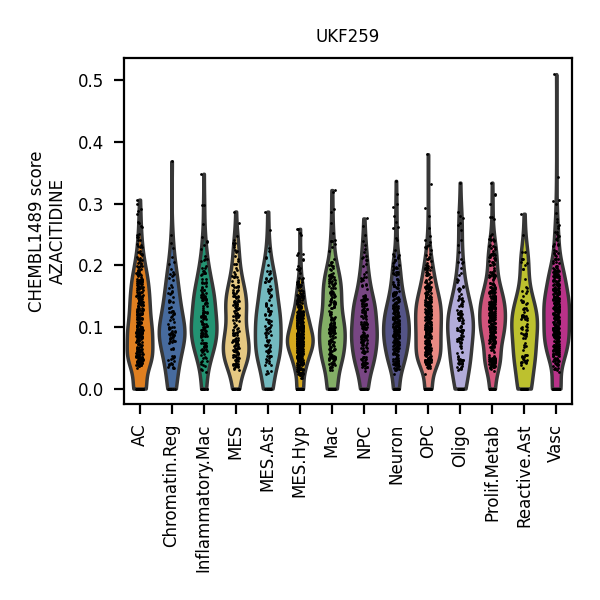 UKF259
CHEMBL1489 score
AZACITIDINE
0.5
0.4
0.3
0.2
0.1
0.0
AC
Chromatin.Reg
Inflammatory.Mac
MES
MES.Ast
MES.Hyp
Mac
NPC
Neuron
OPC
Oligo
Prolif.Metab
Reactive.Ast
Vasc